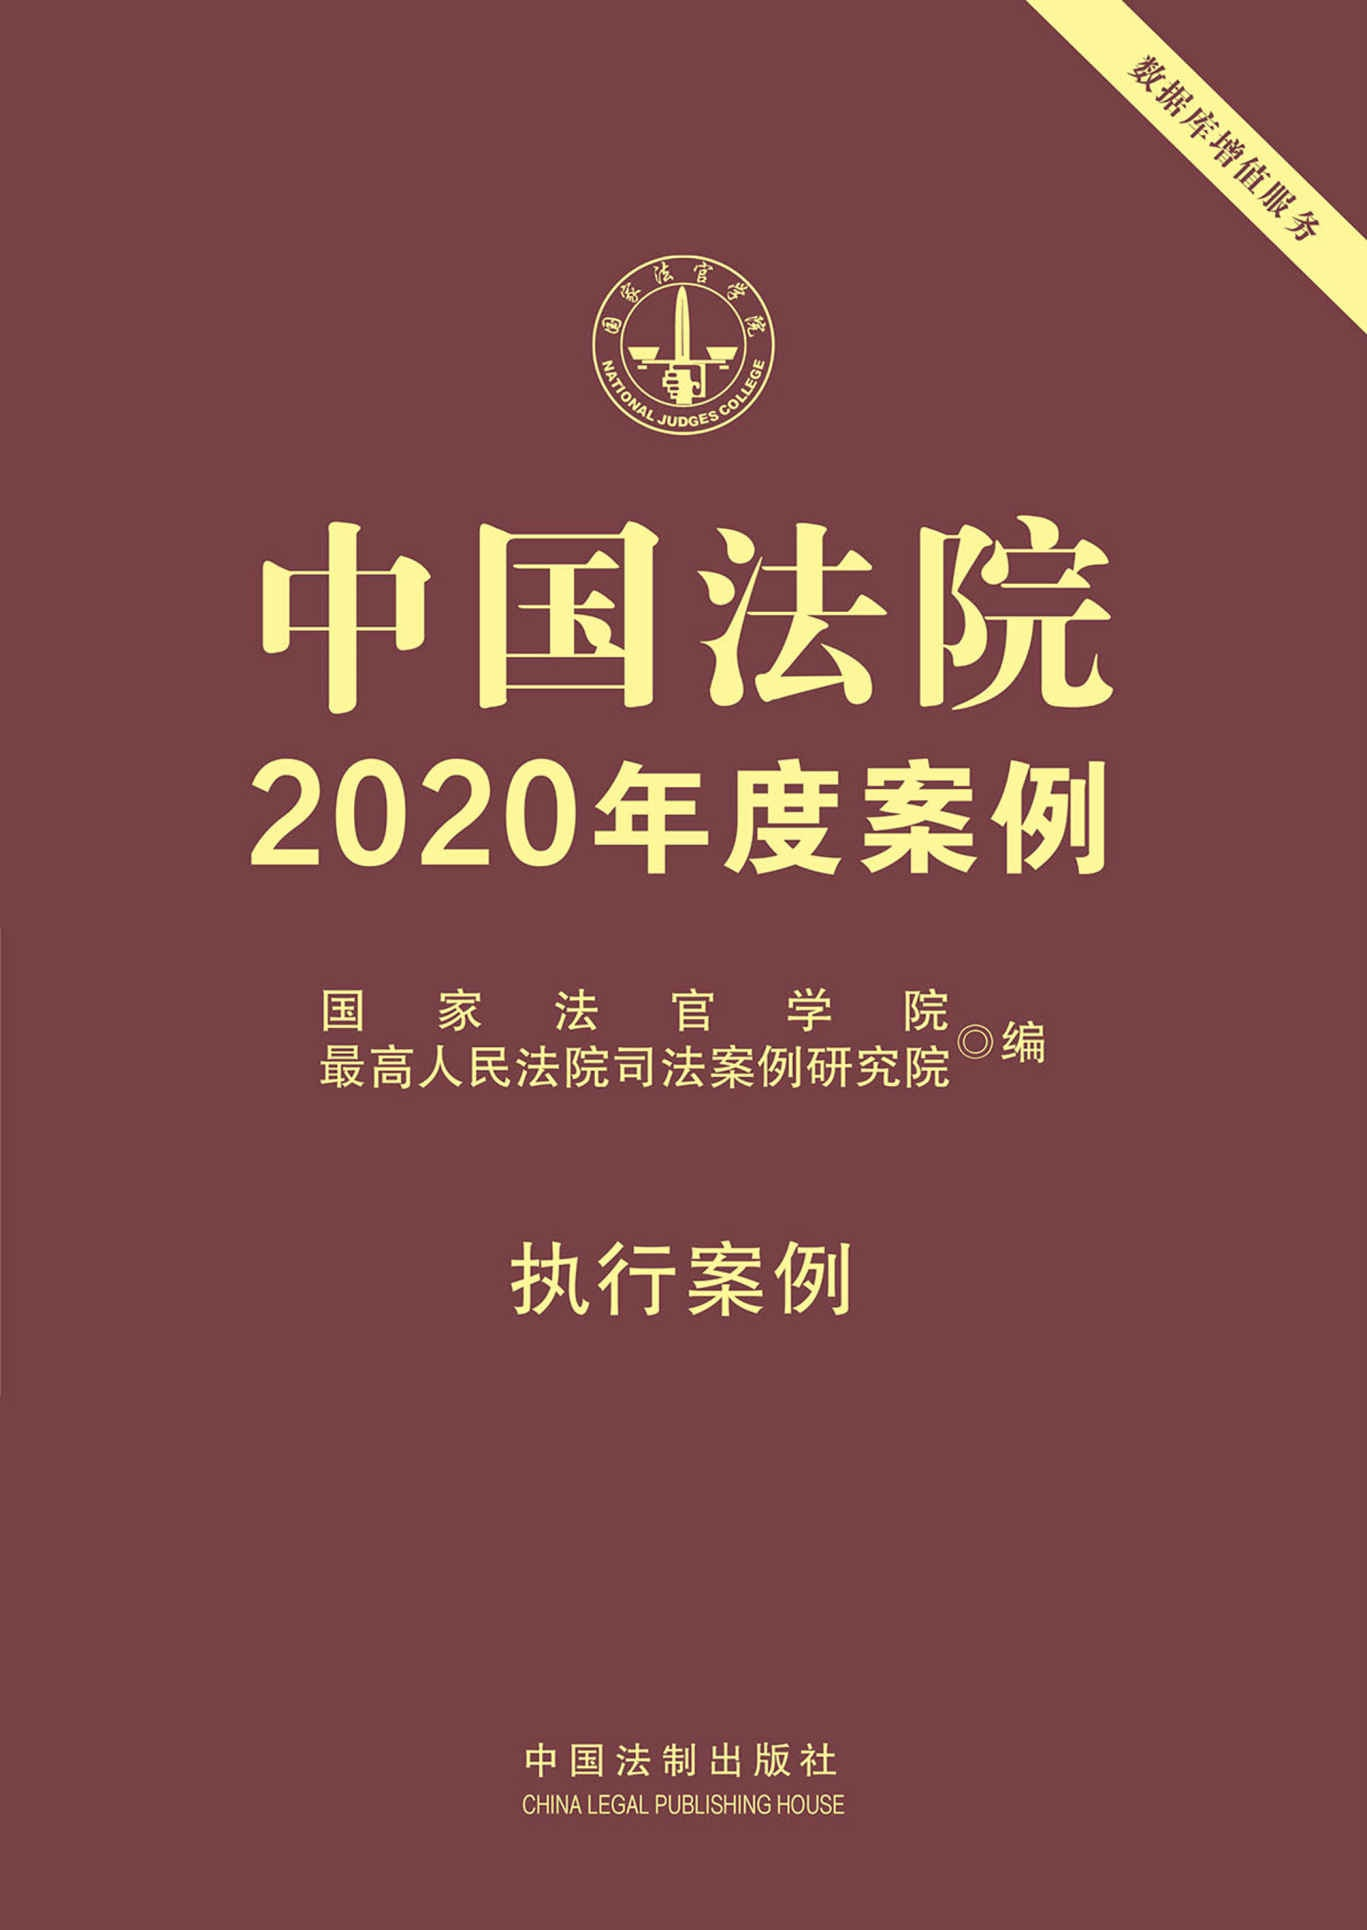 数据库增值服务
国家法官学院
NATIONAL JUDGES COLLEGE
中国法院
2020年度案例
国家法官学院
最高人民法院司法案例研究院
◎编
执行案例
中国法制出版社
CHINA LEGAL PUBLISHING HOUSE